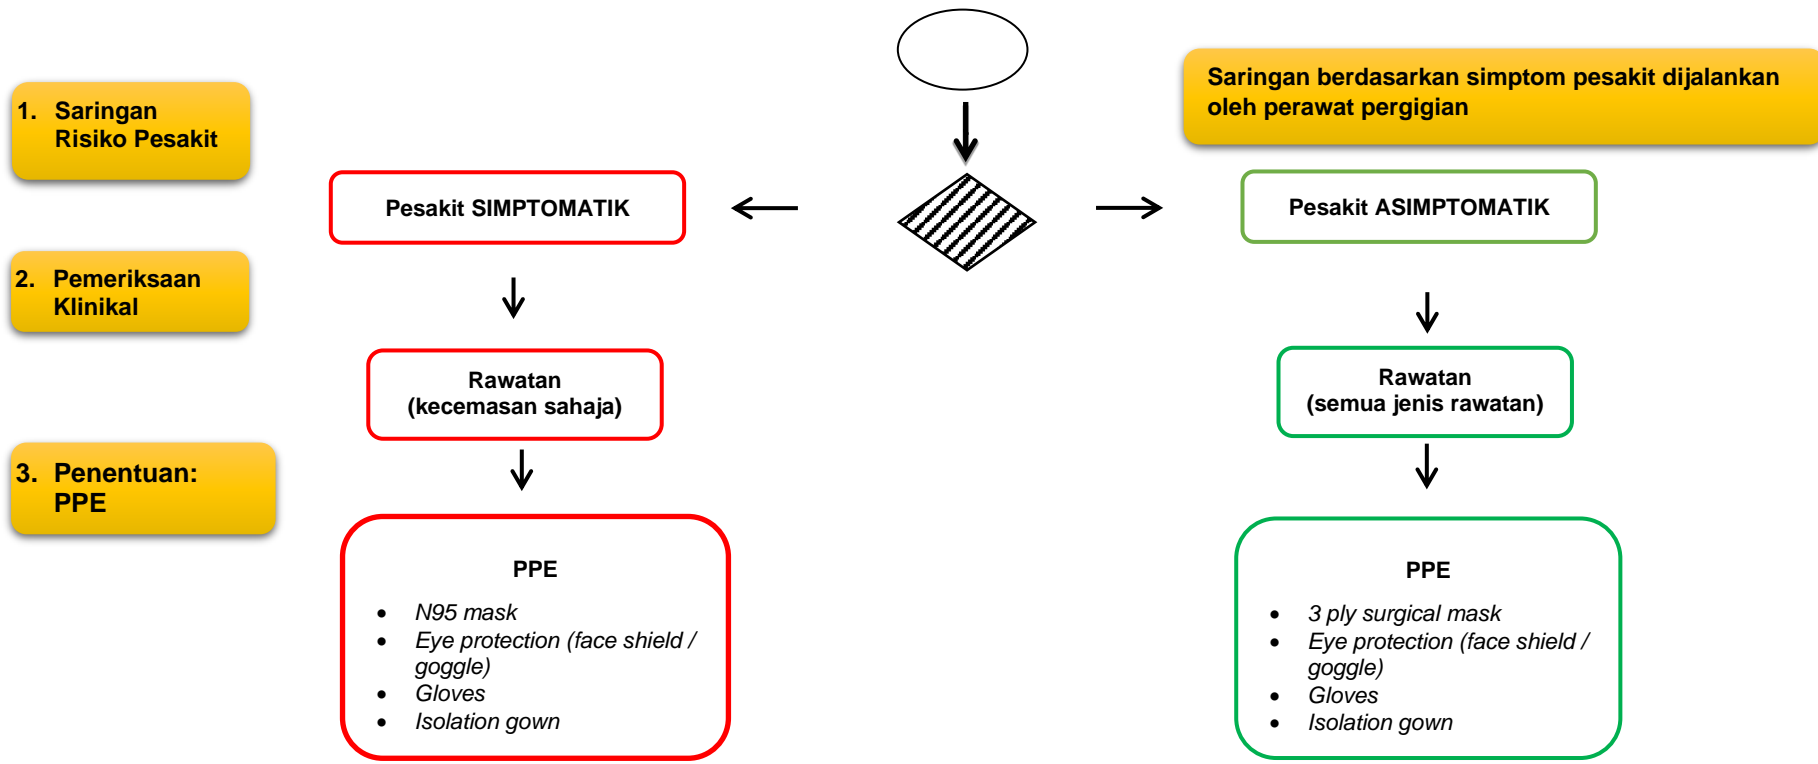 1. Saringan
Risiko Pesakit
Saringan berdasarkan simptom pesakit dijalankan
oleh perawat pergigian
Pesakit SIMPTOMATIK
Pesakit ASIMPTOMATIK
2. Pemeriksaan
Klinikal
Rawatan
(kecemasan sahaja)
Rawatan
(semua jenis rawatan)
3. Penentuan:
PPE
PPE
• N95 mask
• Eye protection (face shield /
goggle)
• Gloves
• Isolation gown
PPE
• 3 ply surgical mask
• Eye protection (face shield /
goggle)
• Gloves
• Isolation gown